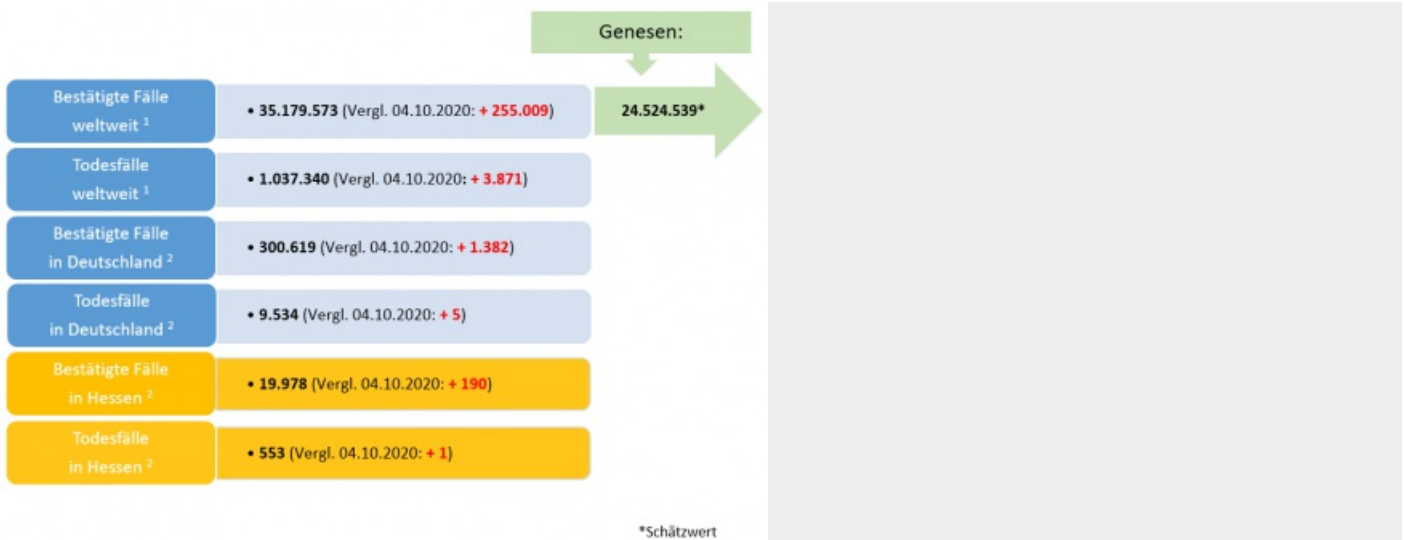 Genesen:
Bestätigte Fälle
weltweit ¹
• 35.179.573 (Vergl. 04.10.2020: + 255.009)
24.524.539*
Todesfälle
weltweit ¹
• 1.037.340 (Vergl. 04.10.2020: + 3.871)
Bestätigte Fälle
in Deutschland ²
• 300.619 (Vergl. 04.10.2020: + 1.382)
Todesfälle
in Deutschland ²
• 9.534 (Vergl. 04.10.2020: + 5)
Bestätigte Fälle
in Hessen ²
• 19.978 (Vergl. 04.10.2020: + 190)
Todesfälle
in Hessen ²
• 553 (Vergl. 04.10.2020: + 1)
*Schätzwert